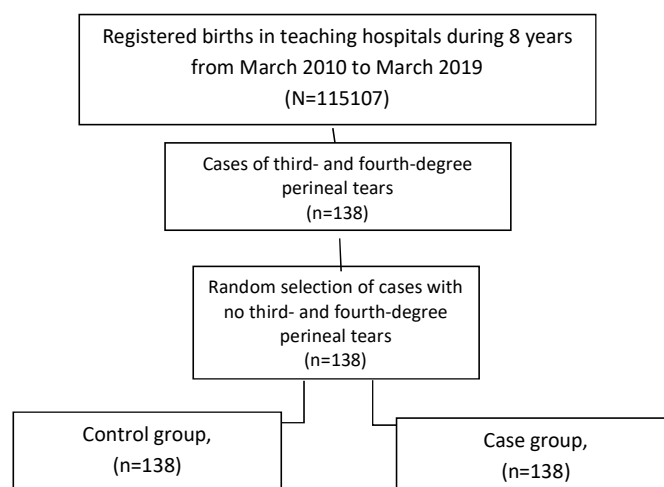 Registered births in teaching hospitals during 8 years
from March 2010 to March 2019
(N=115107)
Cases of third- and fourth-degree
perineal tears
(n=138)
Random selection of cases with
no third- and fourth-degree
perineal tears
(n=138)
Control group,
(n=138)
Case group,
(n=138)